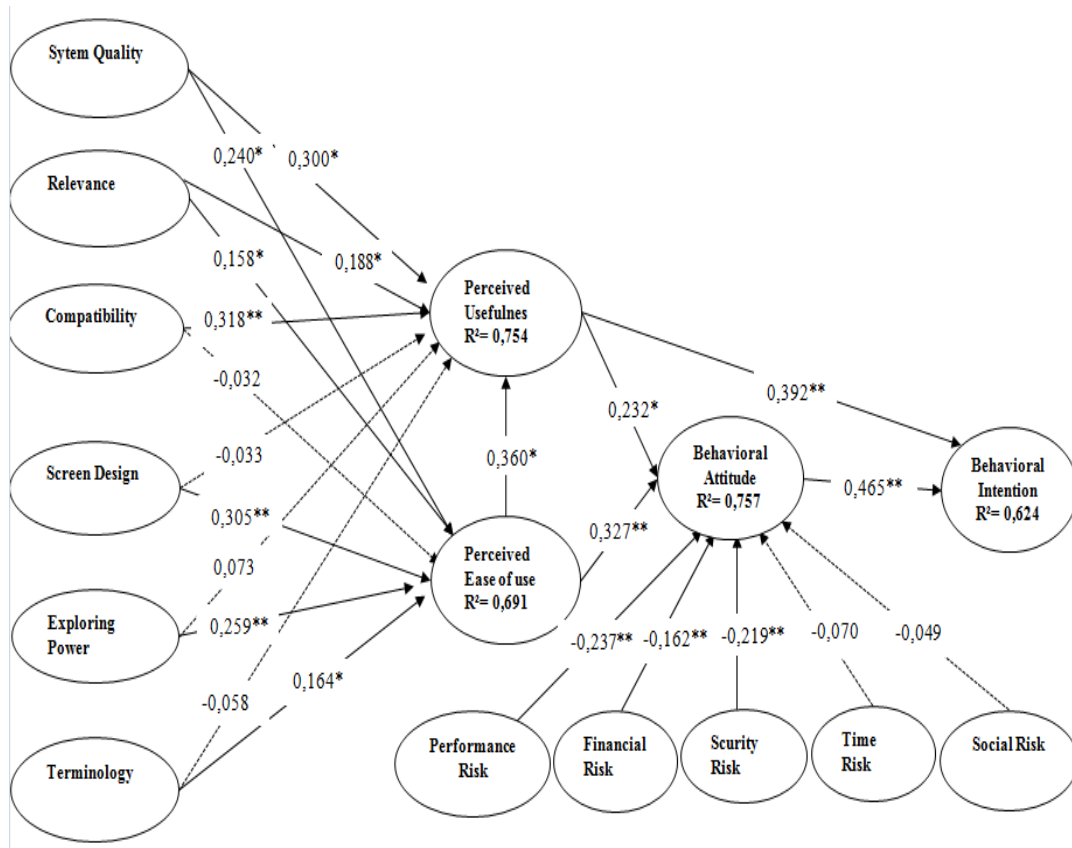 Sytem Quality
0,240*
0,300*
Relevance
0,158*
0,188*
Compatibility
0,318**
-0,032
Perceived
Usefulnes
R²= 0,754
0,392**
0,232*
Screen Design
-0,033
0,305**
0,360*
Behavioral
Attitude
R²= 0,757
0,465**
Behavioral
Intention
R²= 0,624
0,327**
0,073
Perceived
Ease of use
R²= 0,691
Exploring
Power
0,259**
-0,058
0,164*
-0,237**
-0,162**
-0,219**
-0,070
-0,049
Terminology
Performance
Risk
Financial
Risk
Scurity
Risk
Time
Risk
Social Risk